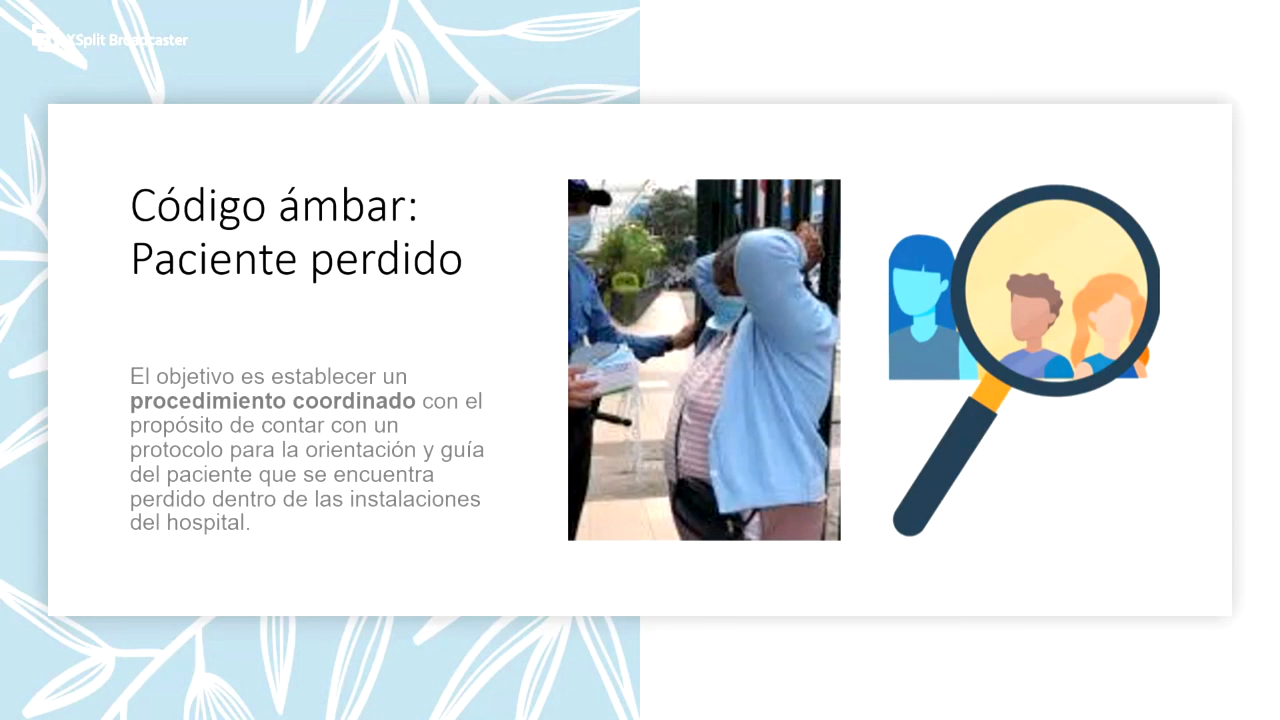 XSplit Broadcaster
Código ámbar:
Paciente perdido
El objetivo es establecer un
procedimiento coordinado con el
propósito de contar con un
protocolo para la orientación y guía
del paciente que se encuentra
perdido dentro de las instalaciones
del hospital.